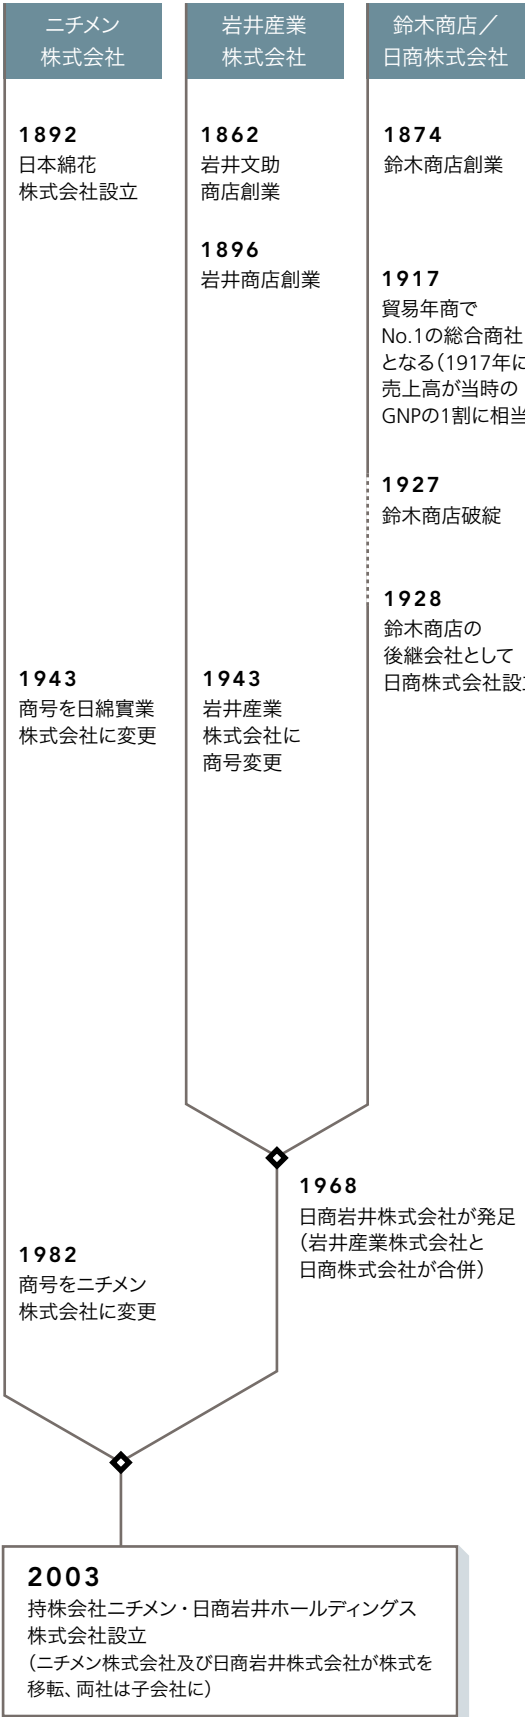 ニチメン
株式会社
1892
日本綿花
株式会社設立
1943
商号を日綿實業
株式会社に変更
1982
商号をニチメン
株式会社に変更
岩井産業
株式会社
1862
岩井文助
商店創業
1896
岩井商店創業
1943
岩井産業
株式会社に
商号変更
鈴木商店／
日商株式会社
1874
鈴木商店創業
1917
貿易年商で
No.1の総合商社
となる（1917年に
売上高が当時の
GNPの1割に相当
1927
鈴木商店破綻
1928
鈴木商店の
後継会社として
日商株式会社設
1968
日商岩井株式会社が発足
（岩井産業株式会社と
日商株式会社が合併）
2003
持株会社ニチメン・日商岩井ホールディングス
株式会社設立
（ニチメン株式会社及び日商岩井株式会社が株式を
移転、両社は子会社に）